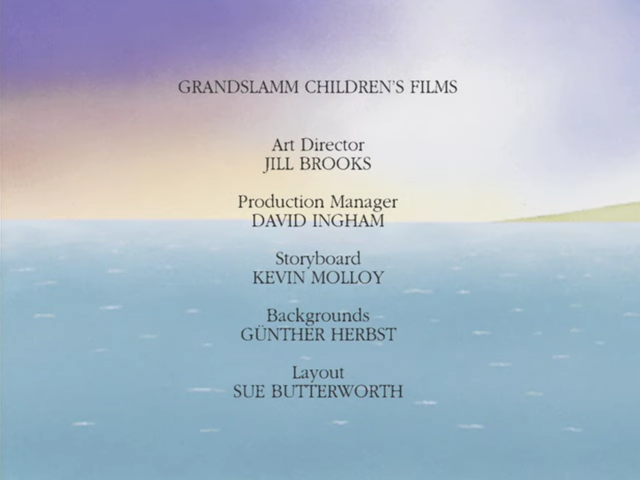 GRANDSLAMM CHILDREN'S FILMS
Art Director
JILL BROOKS
Production Manager
DAVID INGHAM
Storyboard
KEVIN MOLLOY
Backgrounds
GÜNTHER HERBST
Layout
SUE BUTTERWORTH